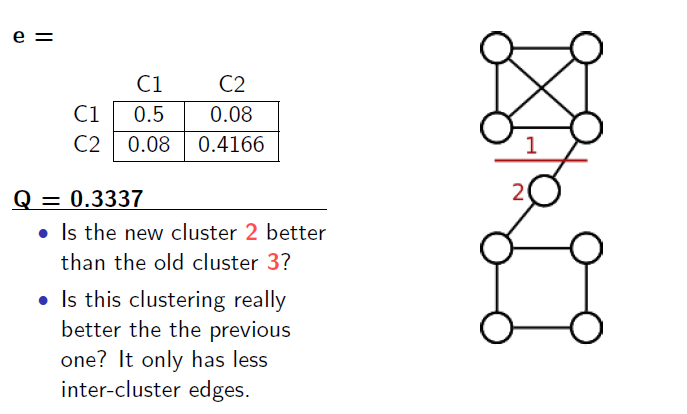 e =
C1 C2
C1 0.5 0.08
C2 0.08 0.4166
Q = 0.3337
• Is the new cluster 2 better
than the old cluster 3?
• Is this clustering really
better the the previous
one? It only has less
inter-cluster edges.
1
2